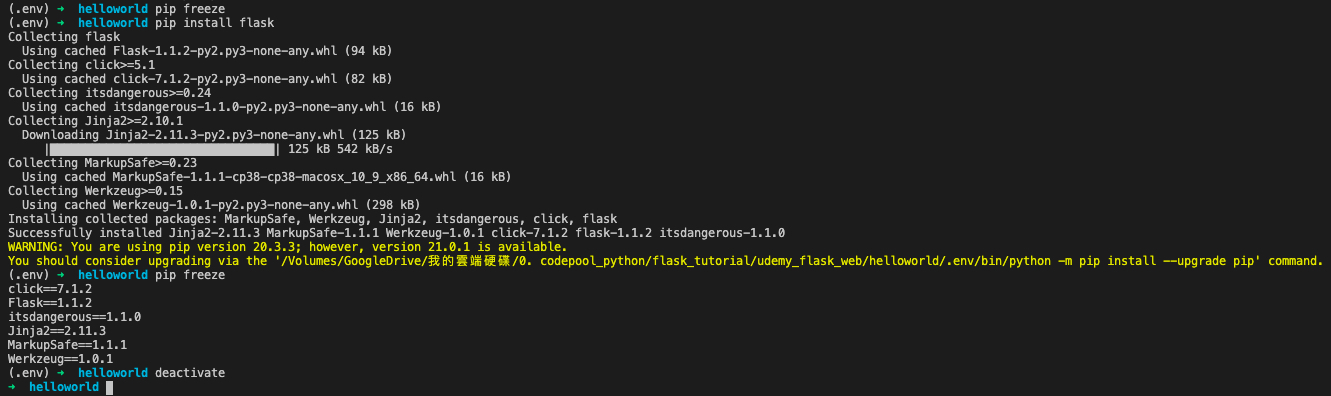 (.env) ➜  helloworld pip freeze
(.env) ➜  helloworld pip install flask
Collecting flask
  Using cached Flask-1.1.2-py2.py3-none-any.whl (94 kB)
Collecting click>=5.1
  Using cached click-7.1.2-py2.py3-none-any.whl (82 kB)
Collecting itsdangerous>=0.24
  Using cached itsdangerous-1.1.0-py2.py3-none-any.whl (16 kB)
Collecting Jinja2>=2.10.1
  Downloading Jinja2-2.11.3-py2.py3-none-any.whl (125 kB)
     |████████████████████████████████| 125 kB 542 kB/s
Collecting MarkupSafe>=0.23
  Using cached MarkupSafe-1.1.1-cp38-cp38-macosx_10_9_x86_64.whl (16 kB)
Collecting Werkzeug>=0.15
  Using cached Werkzeug-1.0.1-py2.py3-none-any.whl (298 kB)
Installing collected packages: MarkupSafe, Werkzeug, Jinja2, itsdangerous, click, flask
Successfully installed Jinja2-2.11.3 MarkupSafe-1.1.1 Werkzeug-1.0.1 click-7.1.2 flask-1.1.2 itsdangerous-1.1.0
WARNING: You are using pip version 20.3.3; however, version 21.0.1 is available.
You should consider upgrading via the '/Volumes/GoogleDrive/我的雲端硬碟/0. codepool_python/flask_tutorial/udemy_flask_web/helloworld/.env/bin/python -m pip install --upgrade pip' command.
(.env) ➜  helloworld pip freeze
click==7.1.2
Flask==1.1.2
itsdangerous==1.1.0
Jinja2==2.11.3
MarkupSafe==1.1.1
Werkzeug==1.0.1
(.env) ➜  helloworld deactivate
➜  helloworld